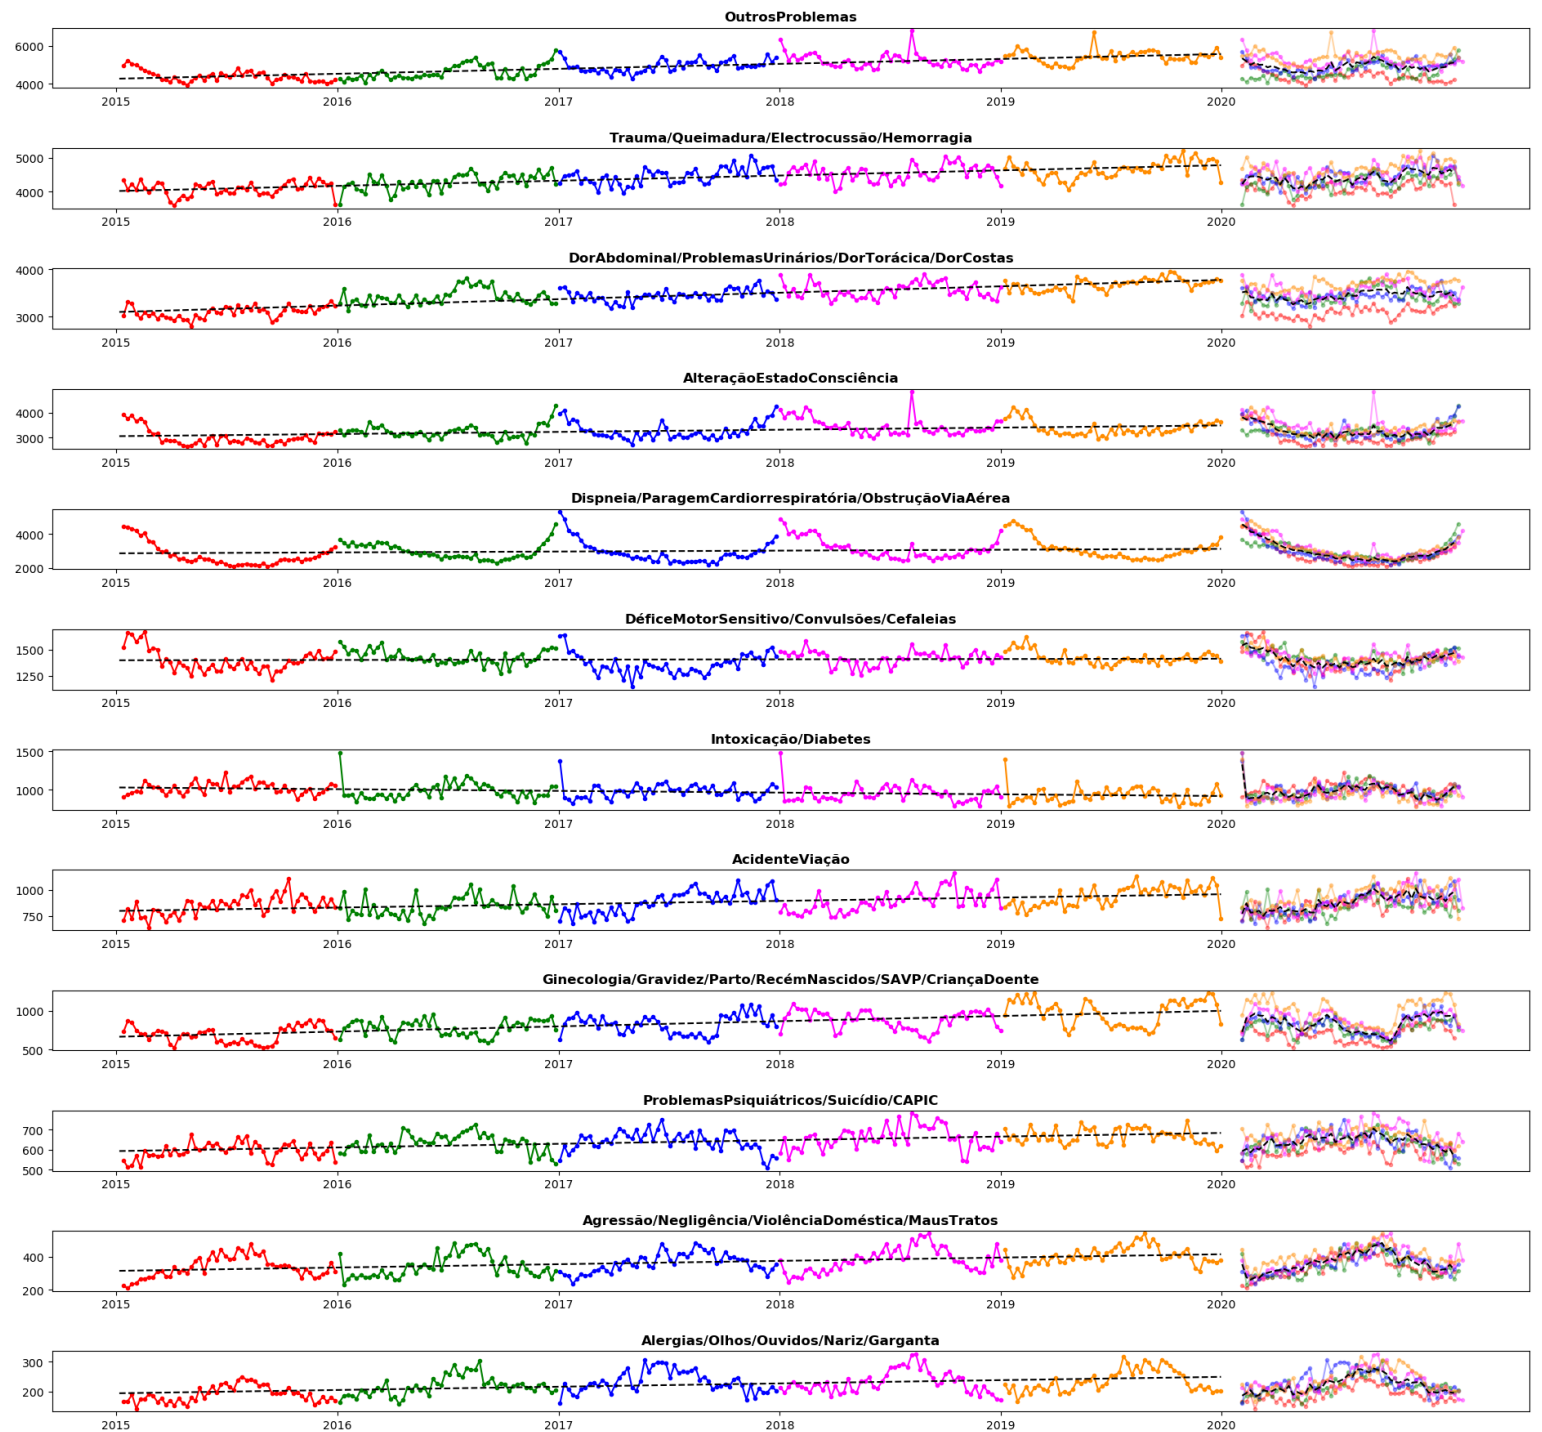 OutrosProblemas
6000
4000
2015 2016 2017 2018 2019 2020
Trauma/Queimadura/Electrocussão/Hemorragia
5000
4000
2015 2016 2017 2018 2019 2020
DorAbdominal/ProblemasUrinários/DorTorácica/DorCostas
4000
3000
2015 2016 2017 2018 2019 2020
AlteraçãoEstadoConsciência
4000
3000
2015 2016 2017 2018 2019 2020
Dispneia/ParagemCardiorrespiratória/ObstruçãoViaAérea
4000
2000
2015 2016 2017 2018 2019 2020
DéficeMotorSensitivo/Convulsões/Cefaleias
1500
1250
2015 2016 2017 2018 2019 2020
Intoxicação/Diabetes
1500
1000
2015 2016 2017 2018 2019 2020
AcidenteViação
1000
750
2015 2016 2017 2018 2019 2020
Ginecologia/Gravidez/Parto/RecémNascidos/SAVP/CriançaDoente
1000
500
2015 2016 2017 2018 2019 2020
ProblemasPsiquiátricos/Suicídio/CAPIC
700
600
500
2015 2016 2017 2018 2019 2020
Agressão/Negligência/ViolênciaDoméstica/MausTratos
400
200
2015 2016 2017 2018 2019 2020
Alergias/Olhos/Ouvidos/Nariz/Garganta
300
200
2015 2016 2017 2018 2019 2020